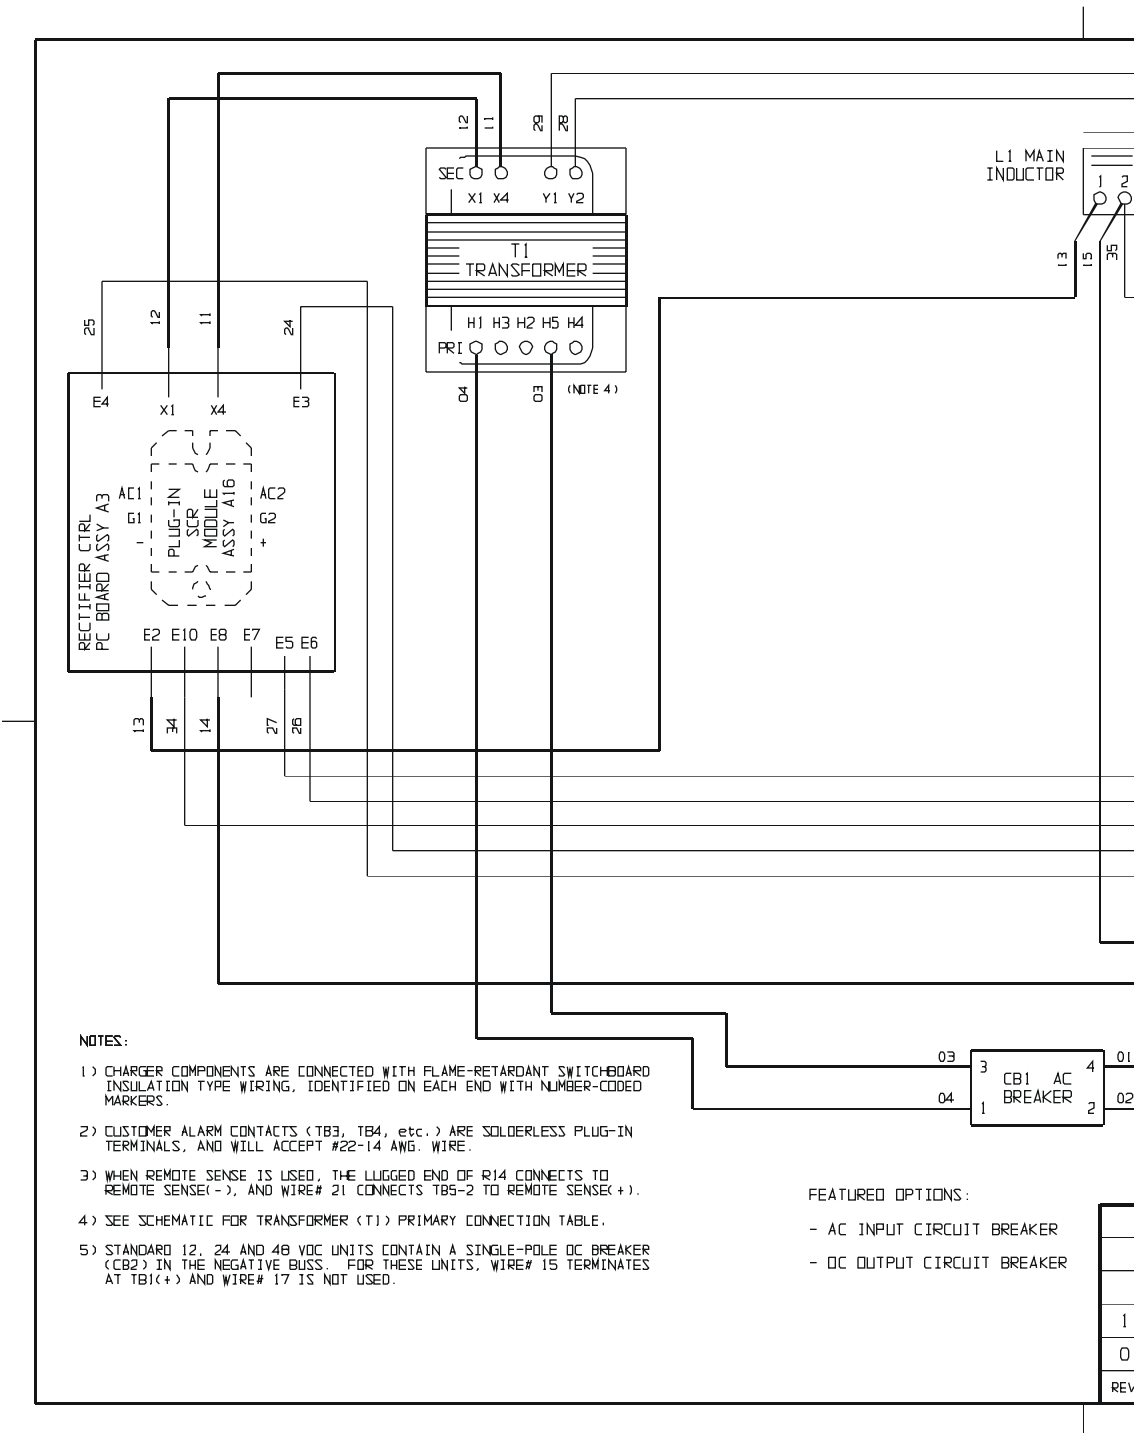 12
11
29
28
SEC
X1 X4
Y1 Y2
L1 MAIN
INDUCTOR
1 2
T1
TRANSFORMER
13
15
35
25
12
11
24
H1 H3 H2 H5 H4
PRI
04
03
(NOTE 4)
E4
X1
X4
E3
AC1
AC2
G1
G2
-
+
PLUG-IN
SCR
MODULE
ASSY A16
RECTIFIER CTRL
PC BOARD ASSY A3
E2 E10 E8 E7
E5 E6
13
34
14
27
26
NOTES:
1) CHARGER COMPONENTS ARE CONNECTED WITH FLAME-RETARDANT SWITCHBOARD
INSULATION TYPE WIRING, IDENTIFIED ON EACH END WITH NUMBER-CODED
MARKERS.
2) CUSTOMER ALARM CONTACTS (TB3, TB4, etc.) ARE SOLDERLESS PLUG-IN
TERMINALS, AND WILL ACCEPT #22-14 AWG. WIRE.
3) WHEN REMOTE SENSE IS USED, THE LUGGED END OF R14 CONNECTS TO
REMOTE SENSE(-), AND WIRE# 21 CONNECTS TB5-2 TO REMOTE SENSE(+).
4) SEE SCHEMATIC FOR TRANSFORMER (T1) PRIMARY CONNECTION TABLE.
5) STANDARD 12, 24 AND 48 VDC UNITS CONTAIN A SINGLE-POLE DC BREAKER
(CB2) IN THE NEGATIVE BUSS. FOR THESE UNITS, WIRE# 15 TERMINATES
AT TB1(+) AND WIRE# 17 IS NOT USED.
03
3
4
01
CB1 AC
BREAKER
04
1
2
02
FEATURED OPTIONS:
- AC INPUT CIRCUIT BREAKER
- DC OUTPUT CIRCUIT BREAKER
1
0
REV